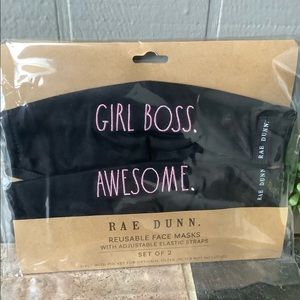 GIRL BOSS.
RAE DUNN.
AWESOME.
RAE DUNN
RAE DUNN.
REUSABLE FACE MASKS
WITH ADJUSTABLE ELASTIC STRAPS
SET OF 2